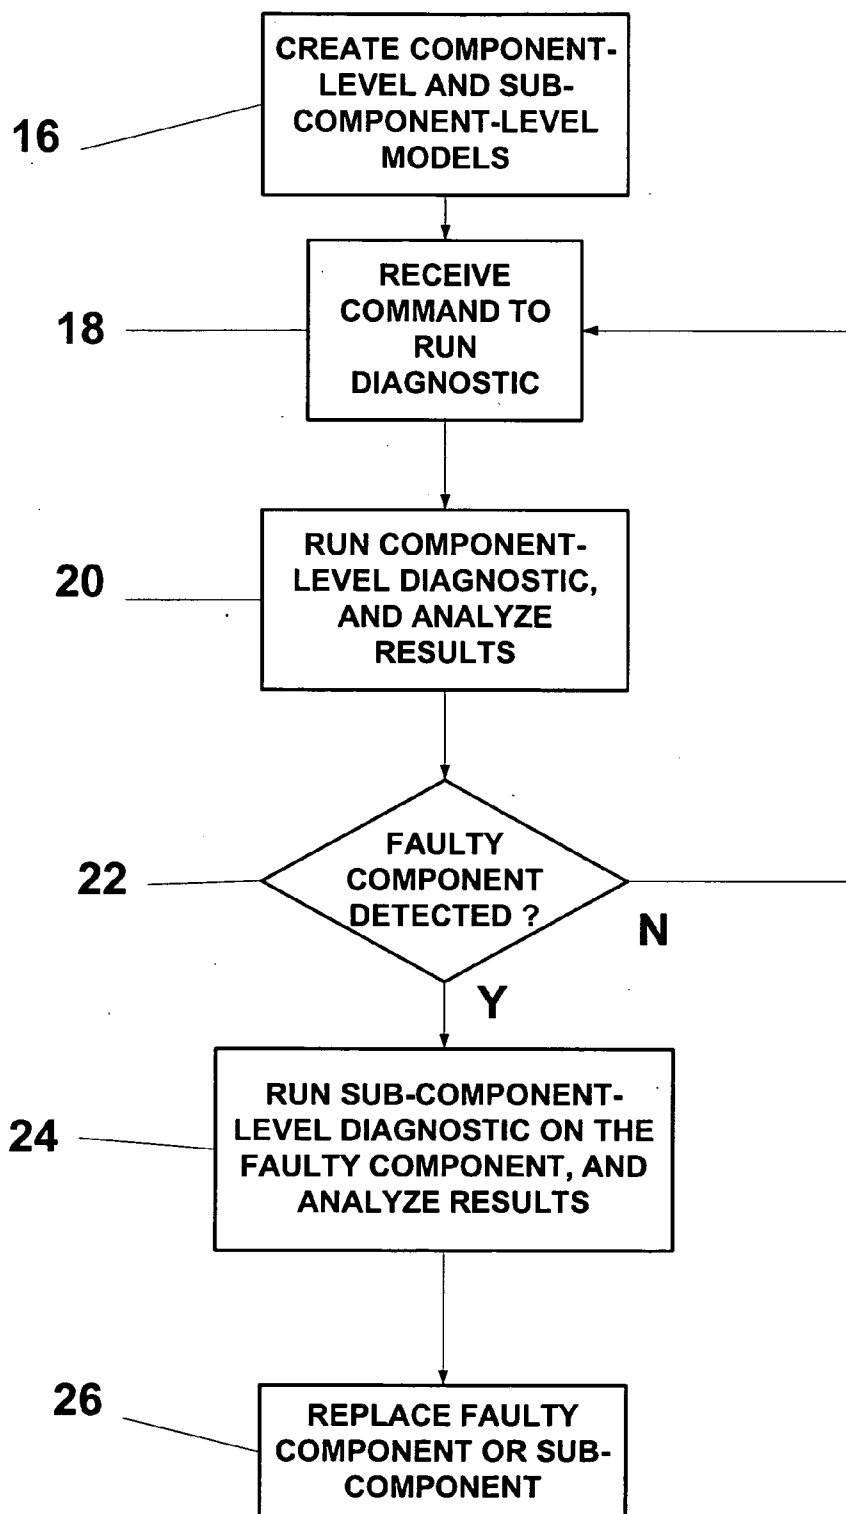 CREATE COMPONENT-
LEVEL AND SUB-
COMPONENT-LEVEL
MODELS
16
RECEIVE
COMMAND TO
RUN
DIAGNOSTIC
18
RUN COMPONENT-
LEVEL DIAGNOSTIC,
AND ANALYZE
RESULTS
20
FAULTY
COMPONENT
DETECTED ?
22
N
Y
RUN SUB-COMPONENT-
LEVEL DIAGNOSTIC ON THE
FAULTY COMPONENT, AND
ANALYZE RESULTS
24
REPLACE FAULTY
COMPONENT OR SUB-
COMPONENT
26